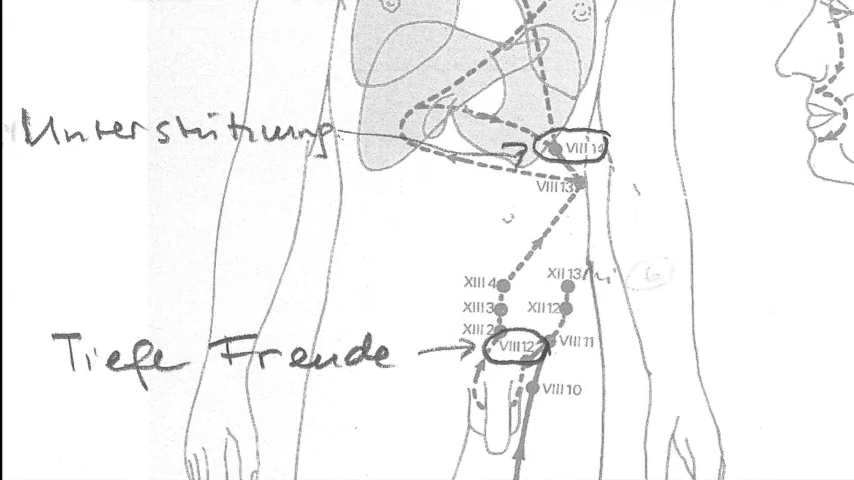 Unterstützung
VIII 14
VIII 13
XIII 4
XII 13
XIII 3
XII 12
XIII 2
Tiefe Freude
VIII 12
VIII 11
VIII 10